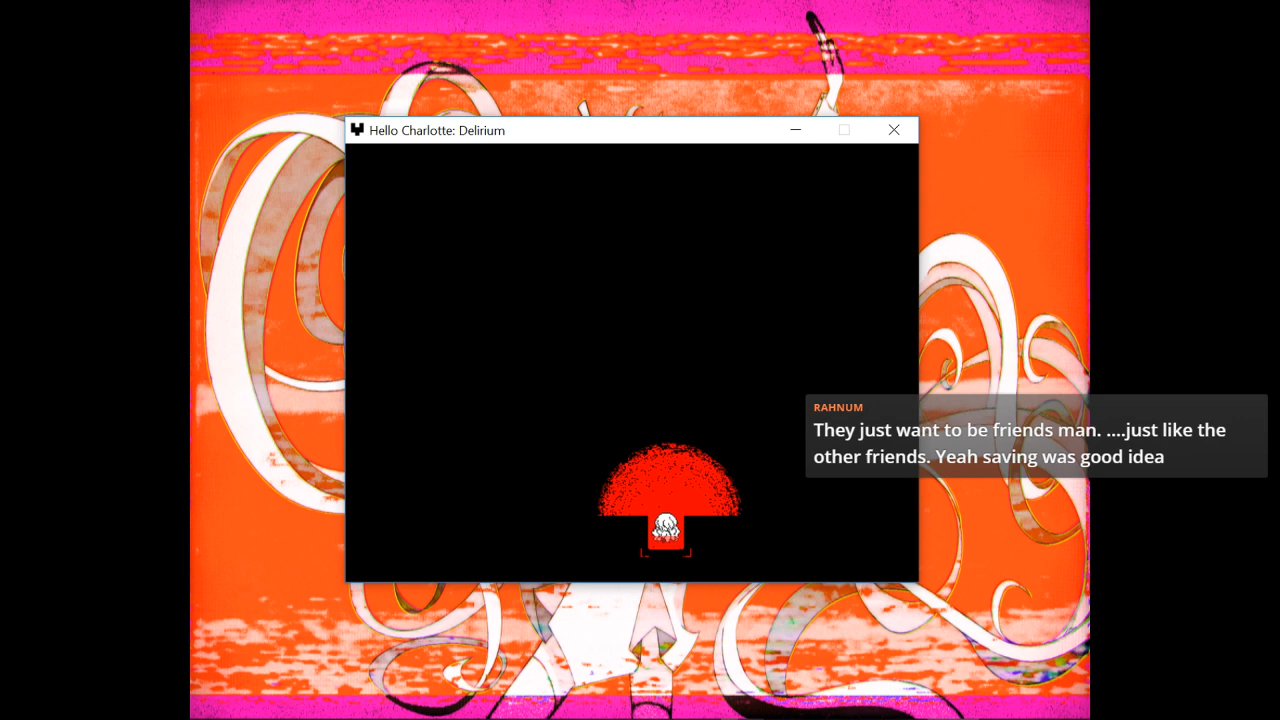 Hello Charlotte: Delirium
RAHNUM
They just want to be friends man. ....just like the
other friends. Yeah saving was good idea